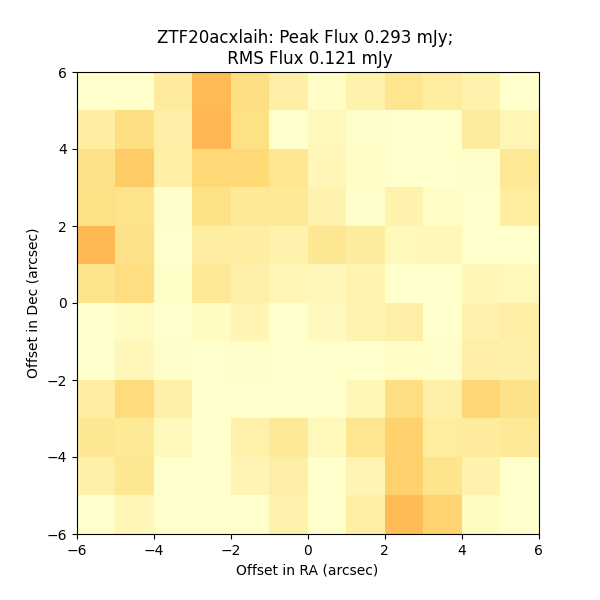 ZTF20acxlaih: Peak Flux 0.293 mJy;
RMS Flux 0.121 mJy
6
4
2
0
−2
−4
−6
Offset in Dec (arcsec)
−6 −4 −2 0 2 4 6
Offset in RA (arcsec)